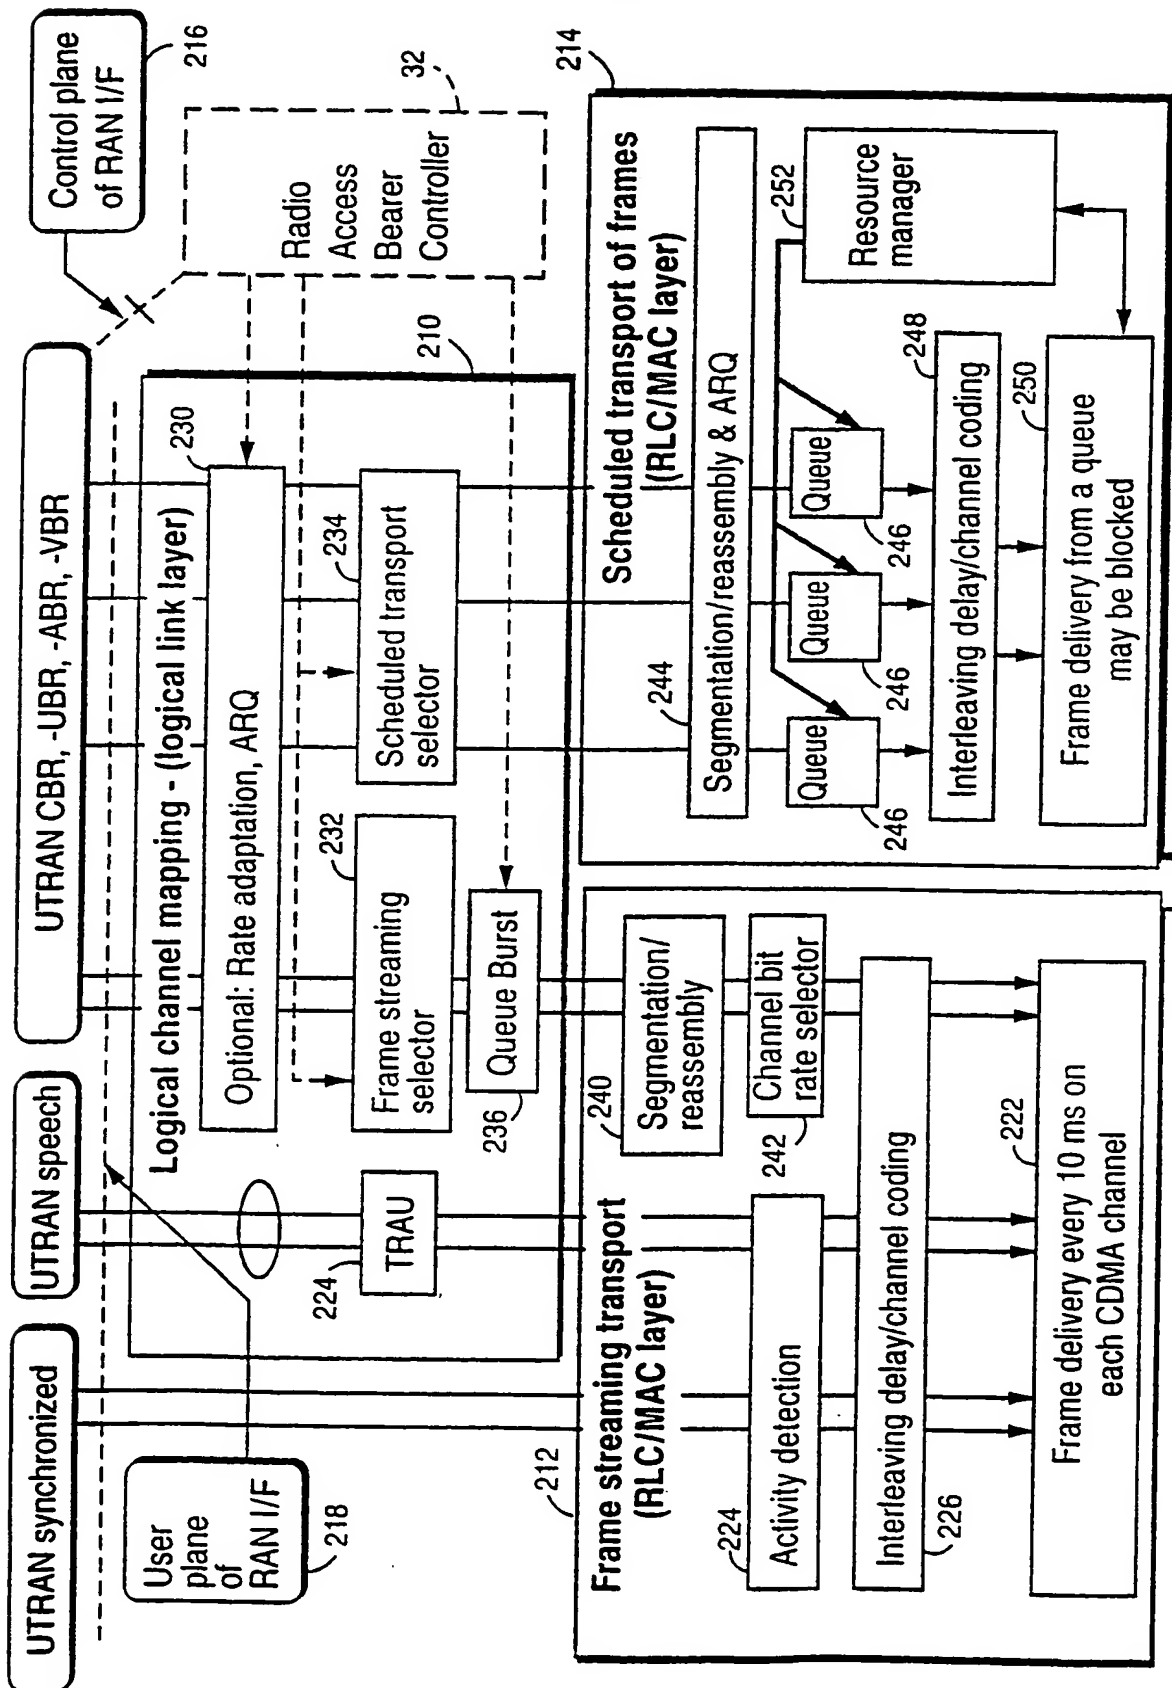 UTRAN synchronized
UTRAN speech
UTRAN CBR, -UBR, -ABR, -VBR
Control plane
of RAN I/F
216
User
plane
of
RAN I/F
218
32
Radio
Access
Bearer
Controller
Logical channel mapping - (logical link layer)
210
230
Optional: Rate adaptation, ARQ
224
TRAU
232
Frame streaming
selector
234
Scheduled transport
selector
236
Queue Burst
212
Frame streaming transport
(RLC/MAC layer)
240
Segmentation/
reassembly
224
Activity detection
242
Channel bit
rate selector
Interleaving delay/channel coding
226
222
Frame delivery every 10 ms on
each CDMA channel
214
Scheduled transport of frames
(RLC/MAC layer)
244
Segmentation/reassembly & ARQ
252
Resource
manager
Queue
Queue
Queue
246
246
246
248
Interleaving delay/channel coding
250
Frame delivery from a queue
may be blocked